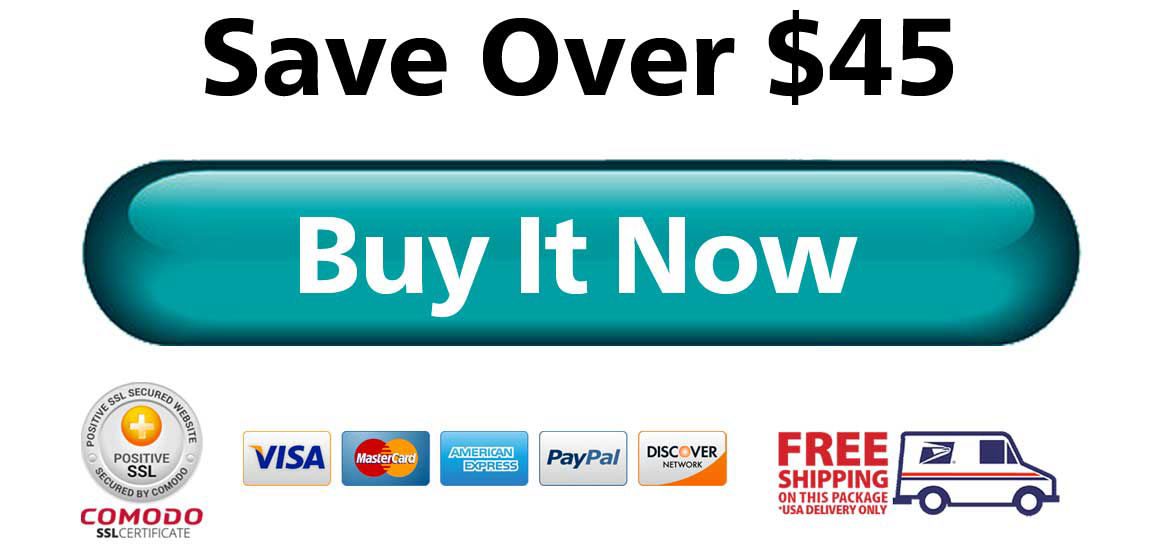 Save Over $45
Buy It Now
POSITIVE SSL SECURED WEBSITE
POSITIVE
SSL
SECURED BY COMODO
COMODO
SSLCERTIFICATE
VISA
MasterCard
AMERICAN
EXPRESS
PayPal
DISCOVER
NETWORK
FREE
SHIPPING
ON THIS PACKAGE
*USA DELIVERY ONLY